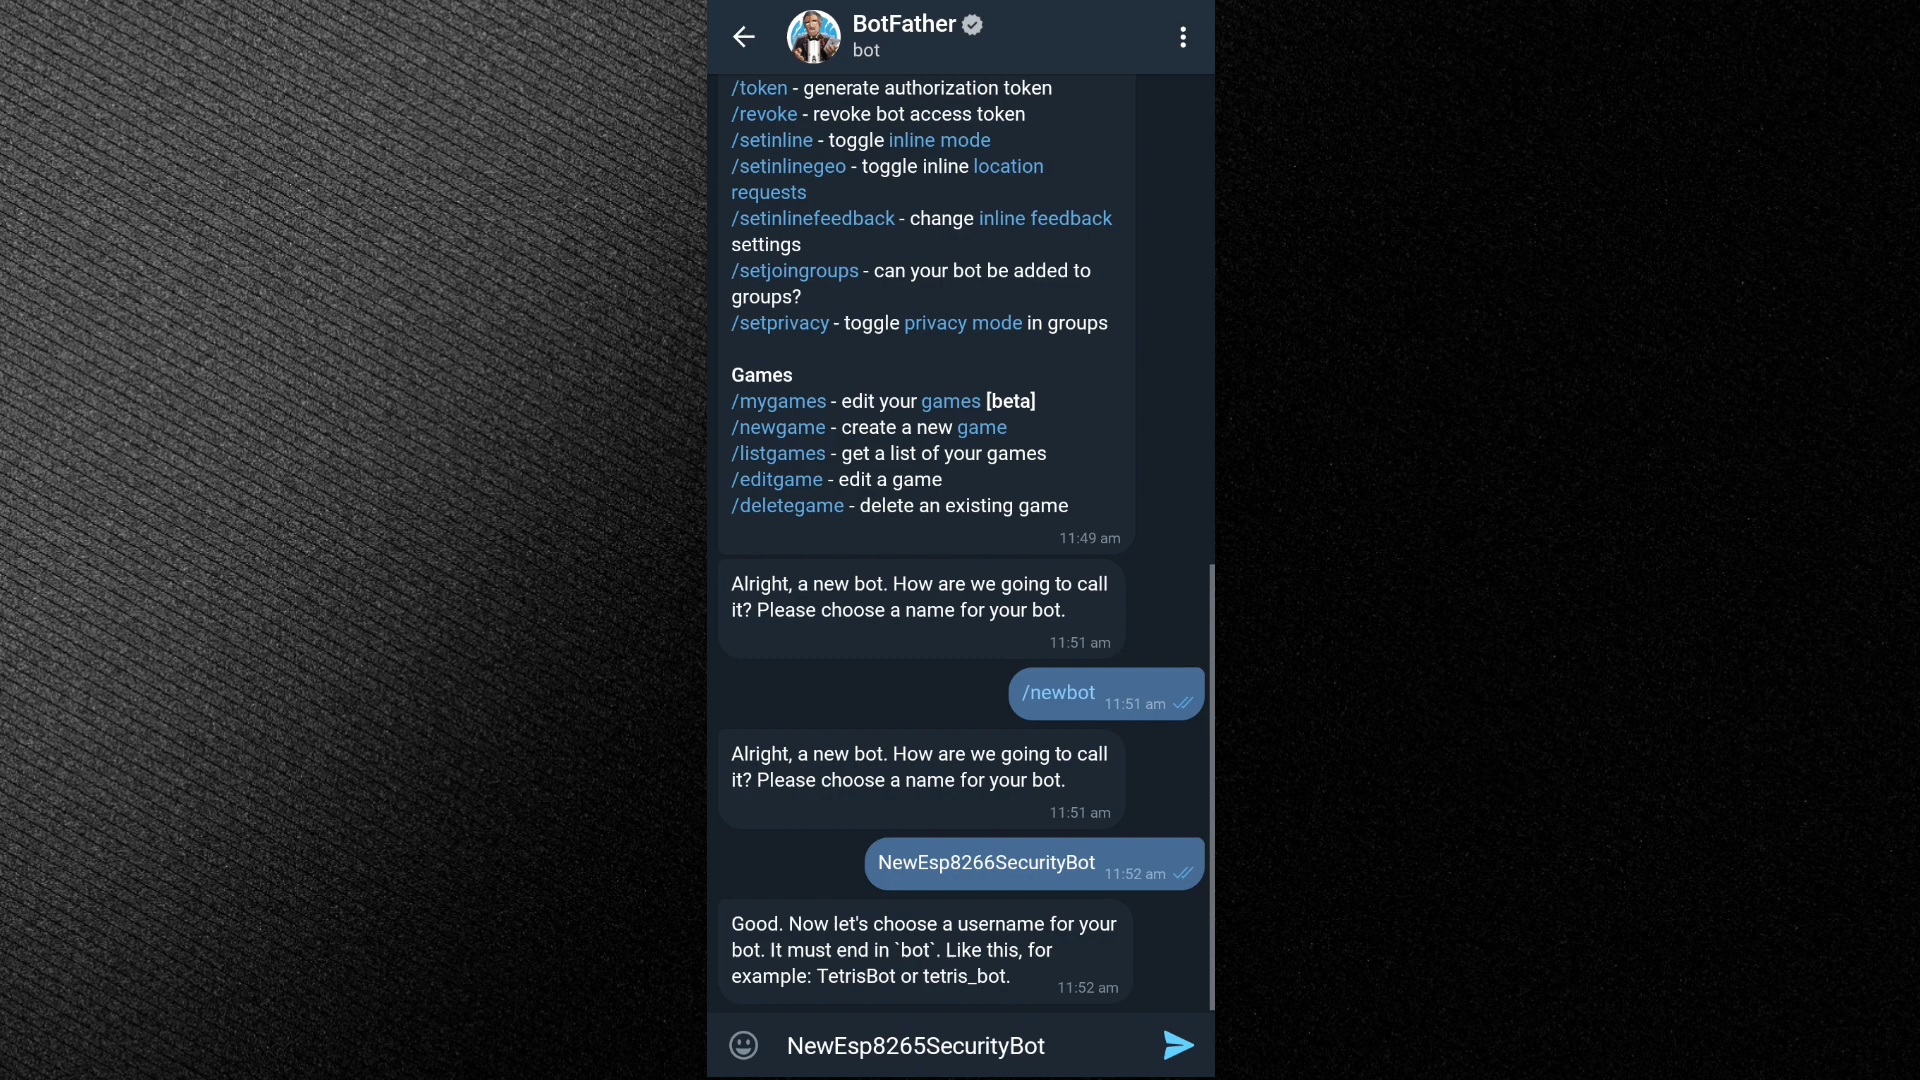 BotFather
bot
/token - generate authorization token
/revoke - revoke bot access token
/setinline - toggle inline mode
/setinlinegeo - toggle inline location
requests
/setinlinefeedback - change inline feedback
settings
/setjoingroups - can your bot be added to
groups?
/setprivacy - toggle privacy mode in groups
Games
/mygames - edit your games [beta]
/newgame - create a new game
/listgames - get a list of your games
/editgame - edit a game
/deletegame - delete an existing game
11:49 am
Alright, a new bot. How are we going to call
it? Please choose a name for your bot.
11:51 am
/newbot 11:51 am
Alright, a new bot. How are we going to call
it? Please choose a name for your bot.
11:51 am
NewEsp8266SecurityBot 11:52 am
Good. Now let's choose a username for your
bot. It must end in `bot`. Like this, for
example: TetrisBot or tetris_bot. 11:52 am
NewEsp8265SecurityBot